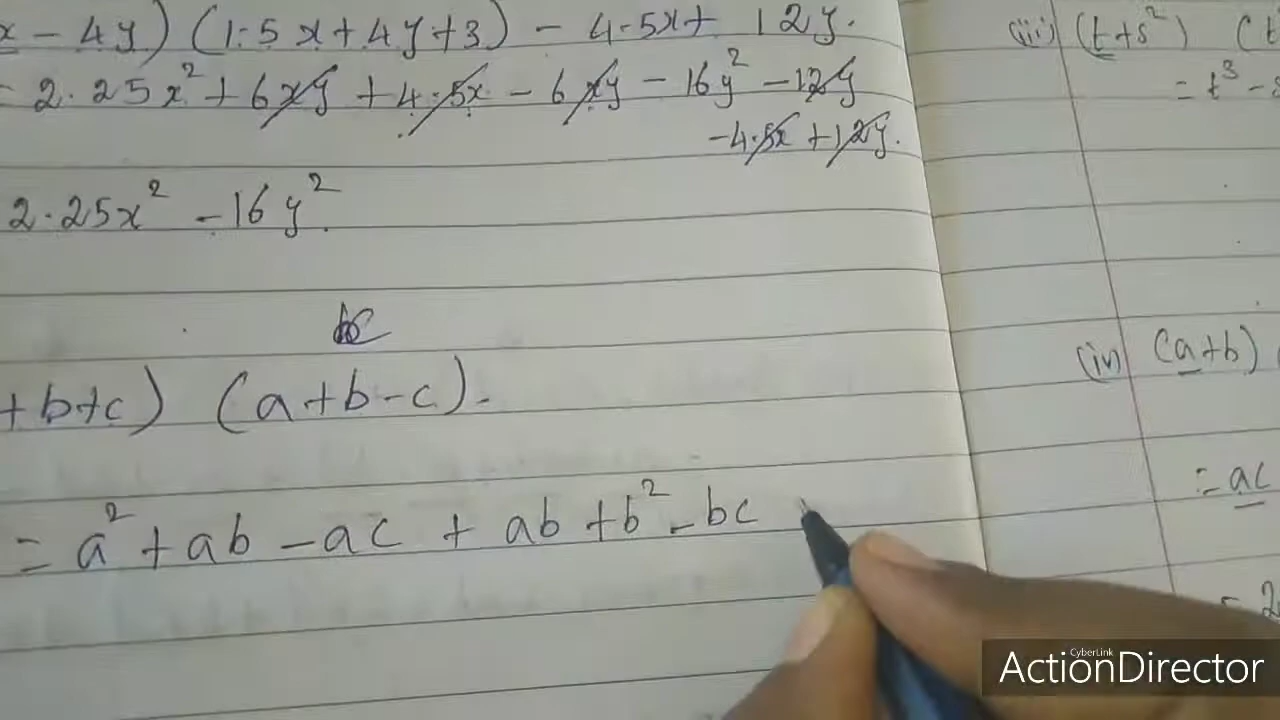 x - 4y) (1.5x + 4y + 3) - 4.5x + 12y.
= 2.25x² + 6xy + 4.5x - 6xy - 16y² - 12y
-4.5x + 12y.
2.25x² - 16y²
+ b + c) (a + b - c).
= a² + ab - ac + ab + b² - bc
(iii) (t + s²) (t
= t³ -
(iv) (a + b)
= ac
= 2
CyberLink
ActionDirector